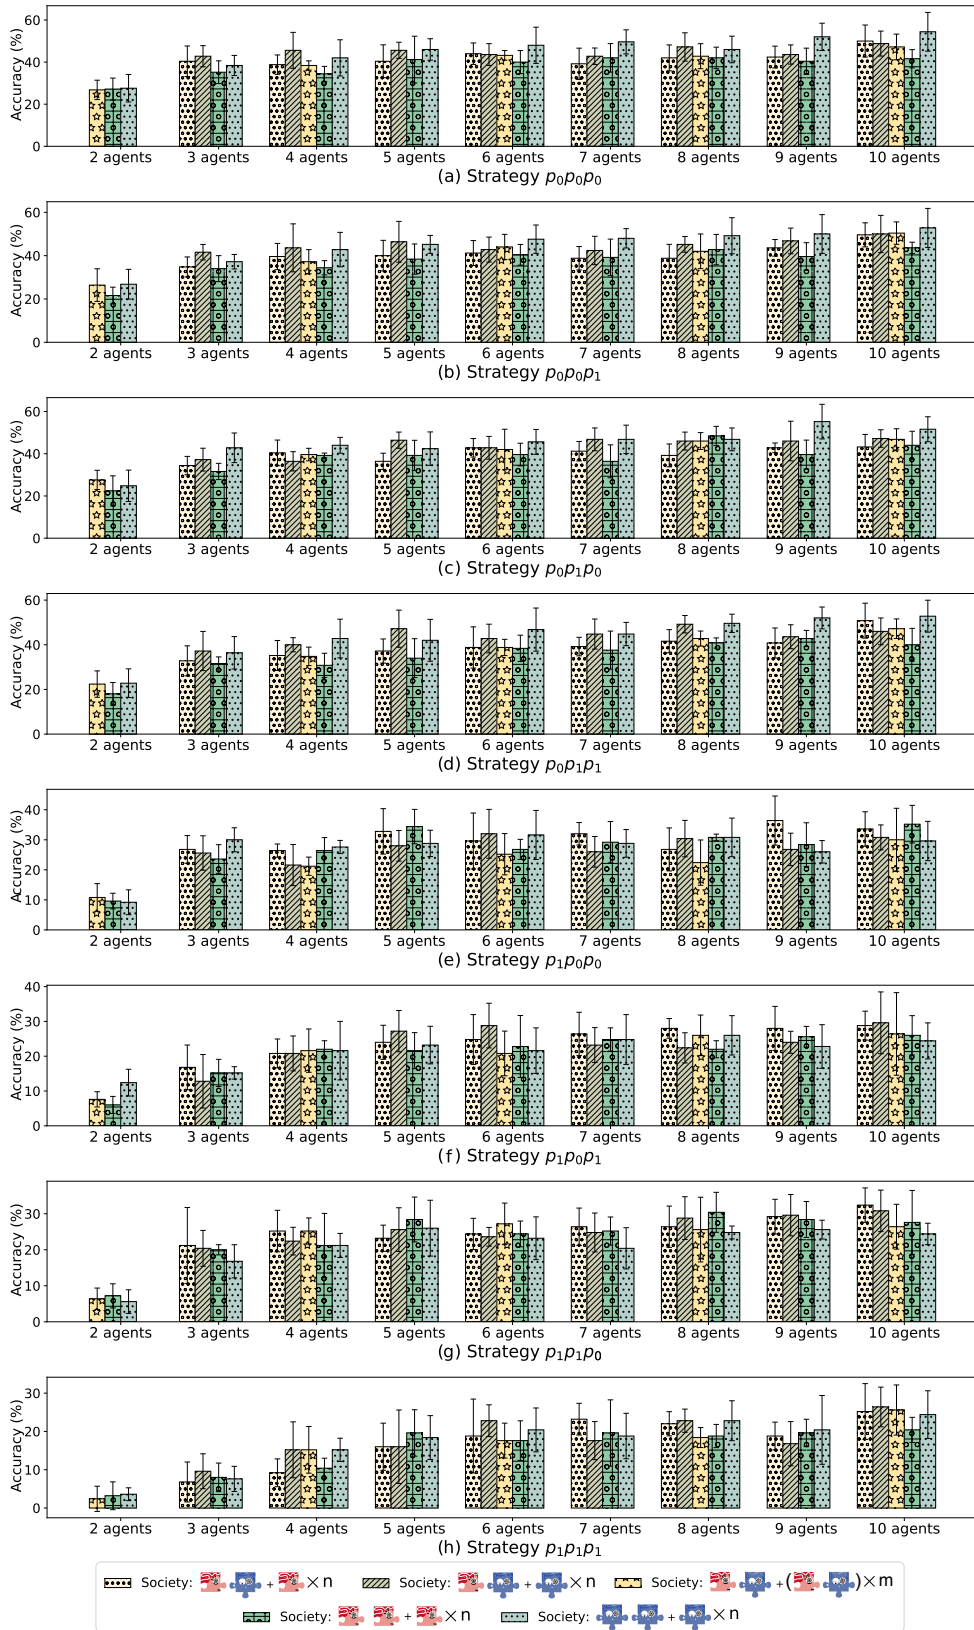 Accuracy (%)
60
40
20
0
2 agents 3 agents 4 agents 5 agents 6 agents 7 agents 8 agents 9 agents 10 agents
(a) Strategy p₀p₀p₀
Accuracy (%)
60
40
20
0
2 agents 3 agents 4 agents 5 agents 6 agents 7 agents 8 agents 9 agents 10 agents
(b) Strategy p₀p₀p₁
Accuracy (%)
60
40
20
0
2 agents 3 agents 4 agents 5 agents 6 agents 7 agents 8 agents 9 agents 10 agents
(c) Strategy p₀p₁p₀
Accuracy (%)
60
40
20
0
2 agents 3 agents 4 agents 5 agents 6 agents 7 agents 8 agents 9 agents 10 agents
(d) Strategy p₀p₁p₁
Accuracy (%)
40
30
20
10
0
2 agents 3 agents 4 agents 5 agents 6 agents 7 agents 8 agents 9 agents 10 agents
(e) Strategy p₁p₀p₀
Accuracy (%)
40
30
20
10
0
2 agents 3 agents 4 agents 5 agents 6 agents 7 agents 8 agents 9 agents 10 agents
(f) Strategy p₁p₀p₁
Accuracy (%)
30
20
10
0
2 agents 3 agents 4 agents 5 agents 6 agents 7 agents 8 agents 9 agents 10 agents
(g) Strategy p₁p₁p₀
Accuracy (%)
30
20
10
0
2 agents 3 agents 4 agents 5 agents 6 agents 7 agents 8 agents 9 agents 10 agents
(h) Strategy p₁p₁p₁
Society: + ×n Society: + ×n Society: +( )×m
Society: + ×n Society: + ×n